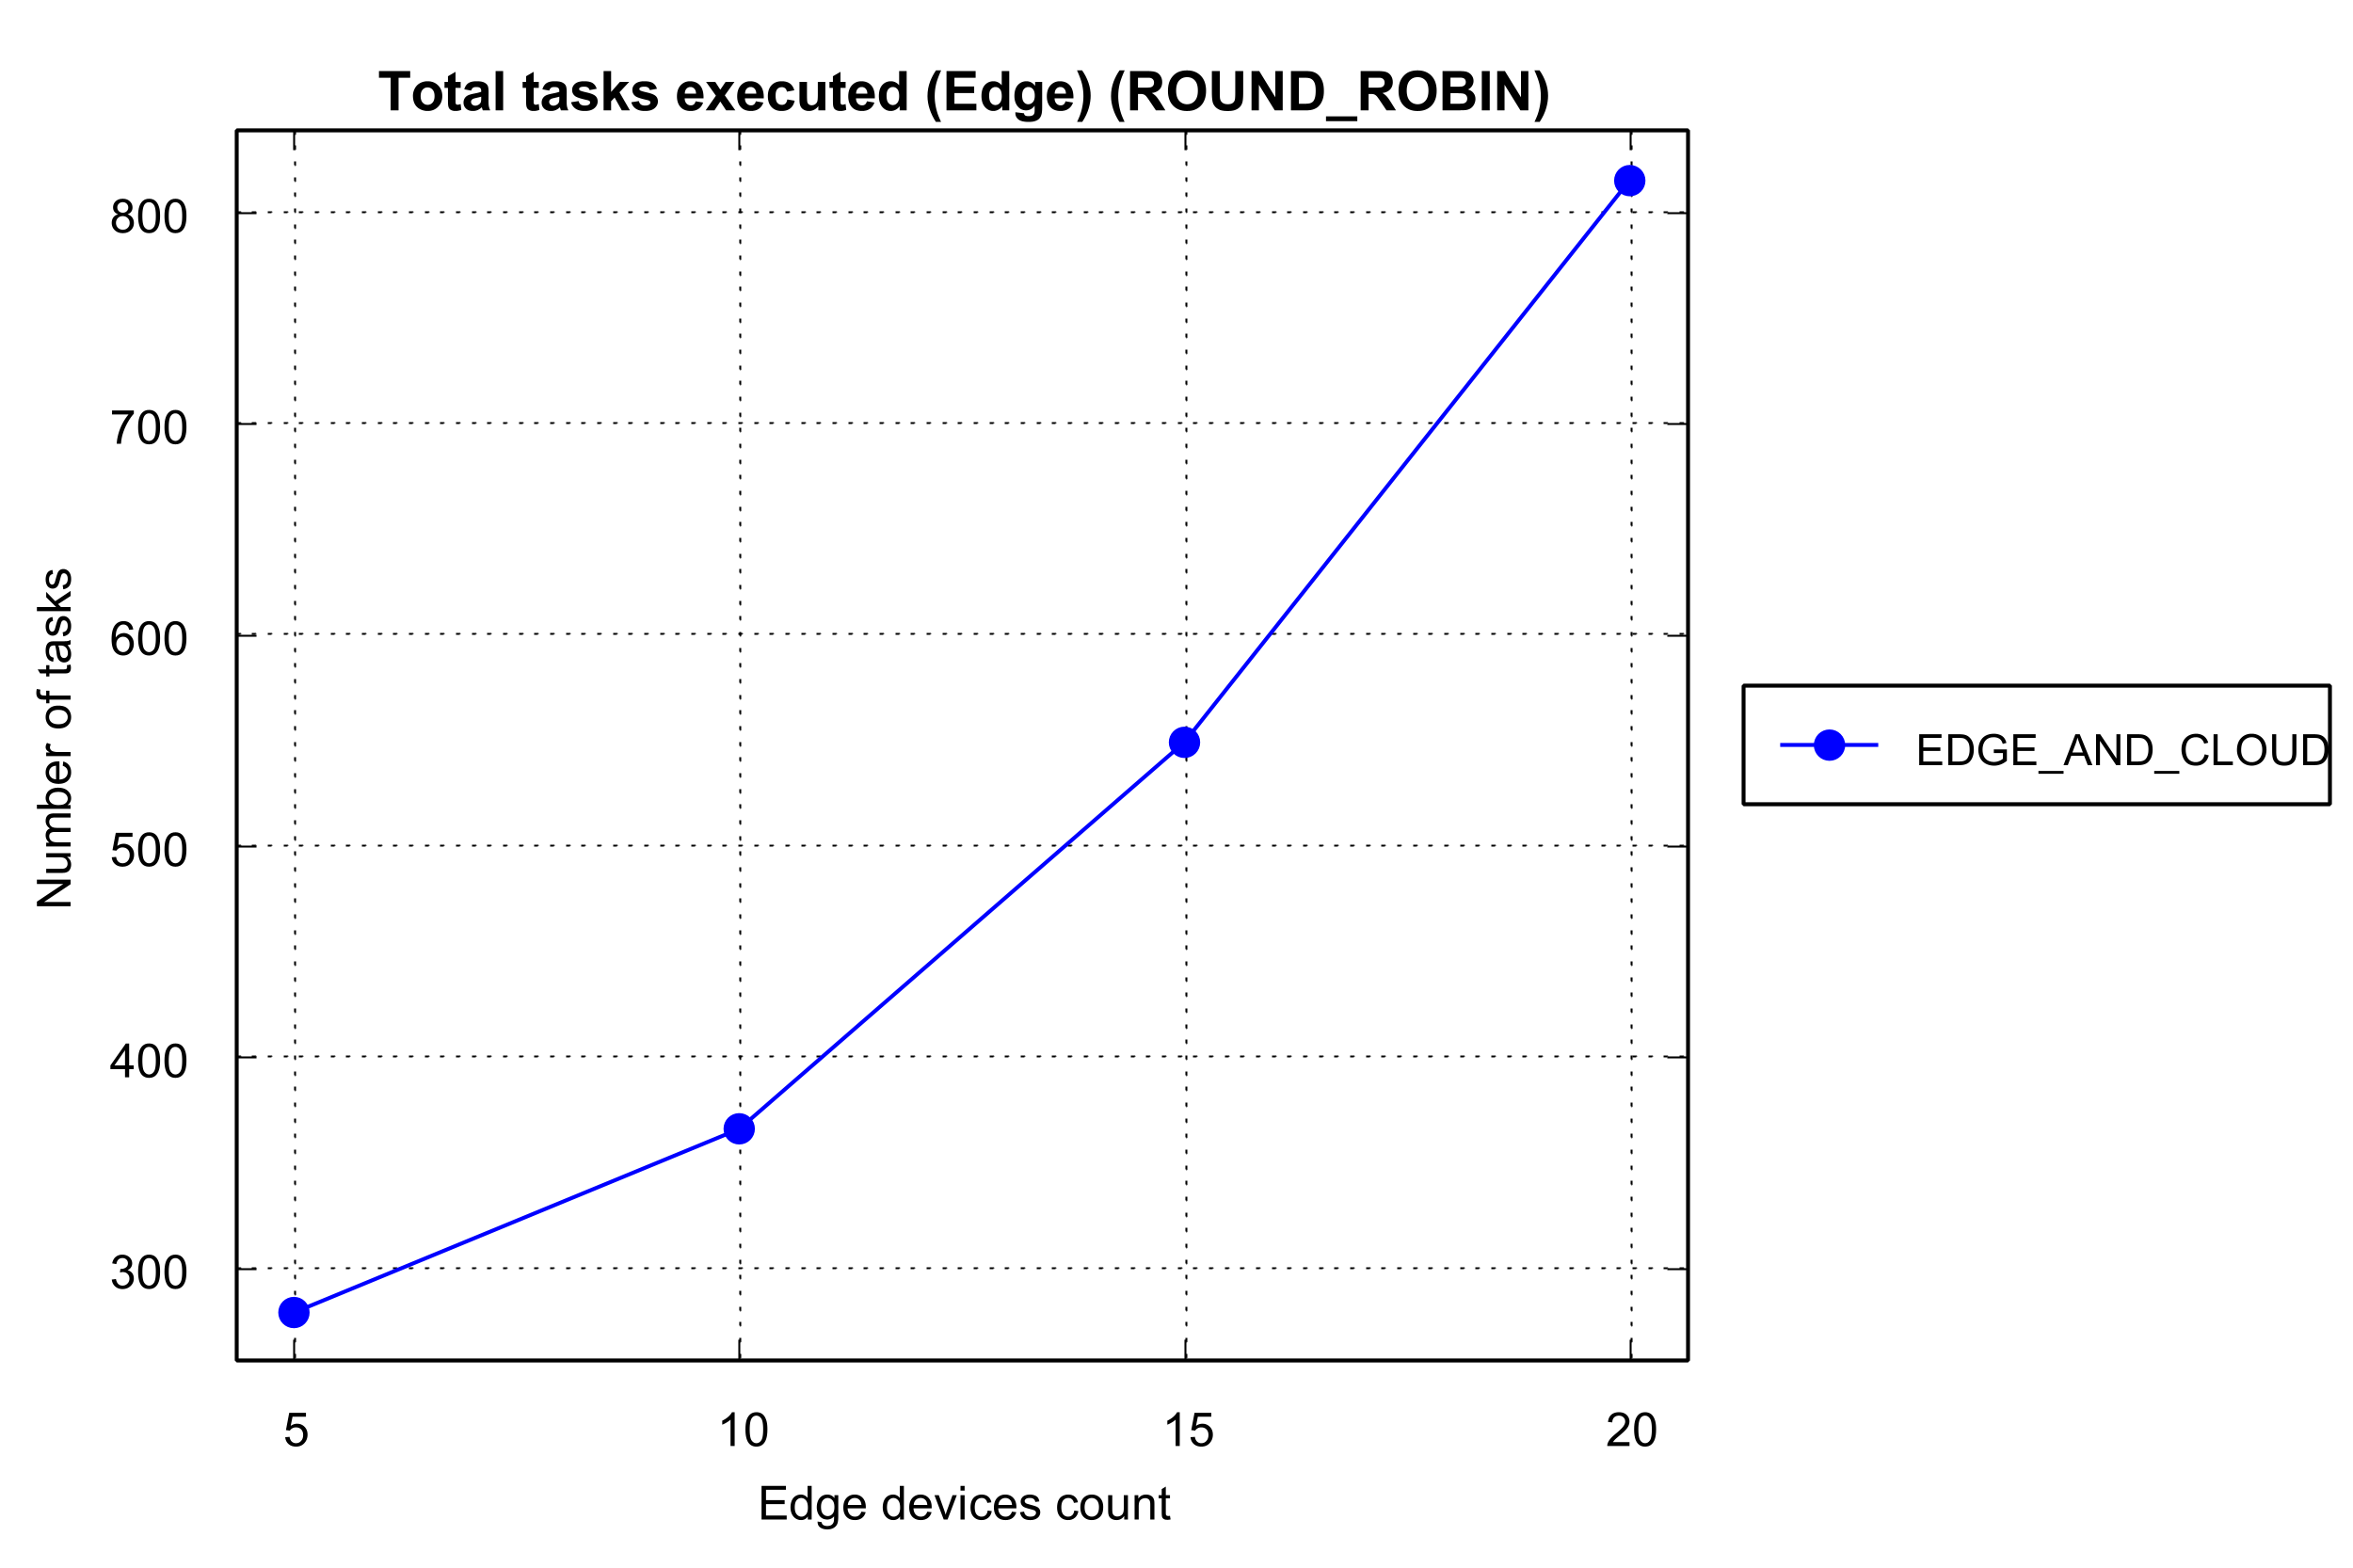 Total tasks executed (Edge) (ROUND_ROBIN)
800
700
600
500
400
300
Number of tasks
5
10
15
20
Edge devices count
EDGE_AND_CLOUD